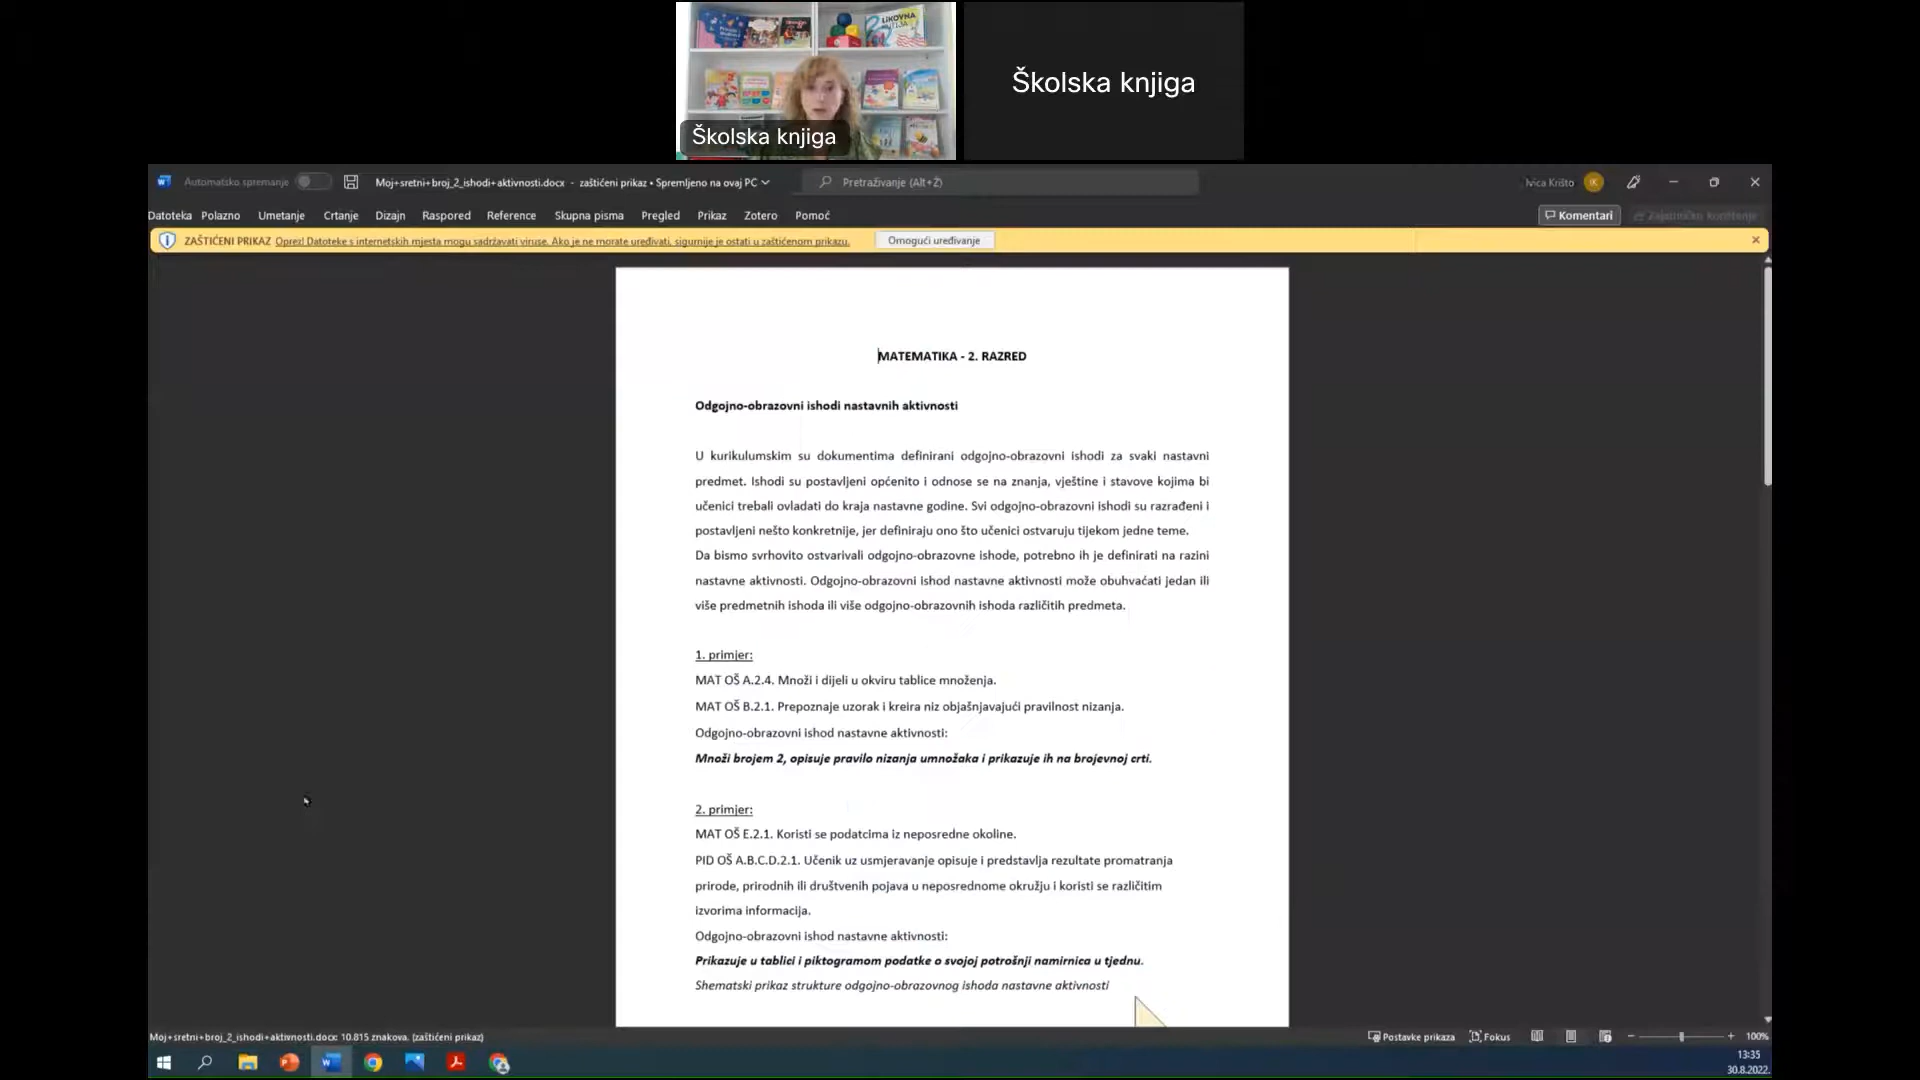 LIKOVNA
Školska knjiga
Školska knjiga
Automatsko spremanje
Moj+sretni+broj_2_ishodi+aktivnosti.docx - zaštićeni prikaz • Spremljeno na ovaj PC
Pretraživanje (Alt+Ž)
Ivica Krišto
IK
Datoteka Polazno Umetanje Crtanje Dizajn Raspored Reference Skupna pisma Pregled Prikaz Zotero Pomoć
Komentari
Zajedničko korištenje
ZAŠTIĆENI PRIKAZ Oprez! Datoteke s internetskih mjesta mogu sadržavati viruse. Ako je ne morate uređivati, sigurnije je ostati u zaštićenom prikazu.
Omogući uređivanje
MATEMATIKA - 2. RAZRED
Odgojno-obrazovni ishodi nastavnih aktivnosti
U kurikulumskim su dokumentima definirani odgojno-obrazovni ishodi za svaki nastavni
predmet. Ishodi su postavljeni općenito i odnose se na znanja, vještine i stavove kojima bi
učenici trebali ovladati do kraja nastavne godine. Svi odgojno-obrazovni ishodi su razrađeni i
postavljeni nešto konkretnije, jer definiraju ono što učenici ostvaruju tijekom jedne teme.
Da bismo svrhovito ostvarivali odgojno-obrazovne ishode, potrebno ih je definirati na razini
nastavne aktivnosti. Odgojno-obrazovni ishod nastavne aktivnosti može obuhvaćati jedan ili
više predmetnih ishoda ili više odgojno-obrazovnih ishoda različitih predmeta.
1. primjer:
MAT OŠ A.2.4. Množi i dijeli u okviru tablice množenja.
MAT OŠ B.2.1. Prepoznaje uzorak i kreira niz objašnjavajući pravilnost nizanja.
Odgojno-obrazovni ishod nastavne aktivnosti:
Množi brojem 2, opisuje pravilo nizanja umnožaka i prikazuje ih na brojevnoj crti.
2. primjer:
MAT OŠ E.2.1. Koristi se podatcima iz neposredne okoline.
PID OŠ A.B.C.D.2.1. Učenik uz usmjeravanje opisuje i predstavlja rezultate promatranja
prirode, prirodnih ili društvenih pojava u neposrednome okružju i koristi se različitim
izvorima informacija.
Odgojno-obrazovni ishod nastavne aktivnosti:
Prikazuje u tablici i piktogramom podatke o svojoj potrošnji namirnica u tjednu.
Shematski prikaz strukture odgojno-obrazovnog ishoda nastavne aktivnosti
Moj+sretni+broj_2_ishodi+aktivnosti.docx: 10.815 znakova. (zaštićeni prikaz)
Postavke prikaza Fokus 100%
13:35
30.8.2022.